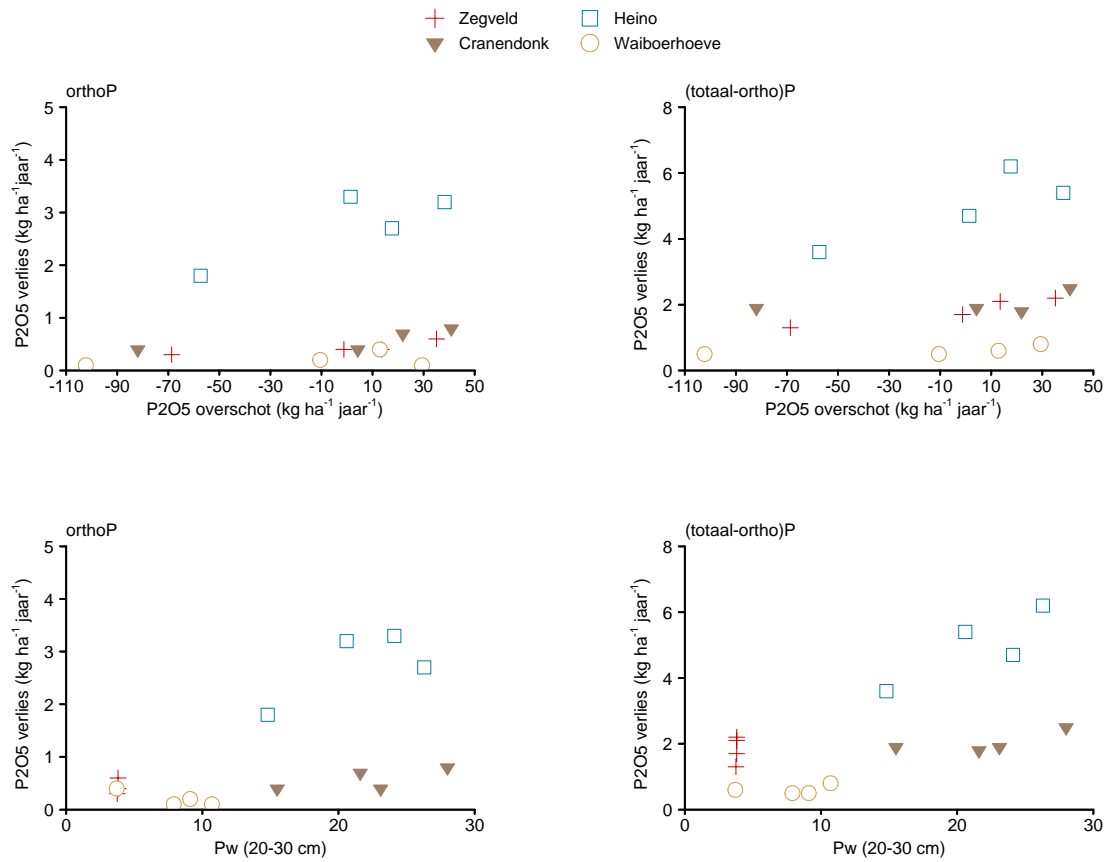 Zegveld
Heino
Cranendonk
Waiboerhoeve
orthoP
5
4
3
2
1
0
P2O5 verlies (kg ha-1 jaar-1)
-110 -90 -70 -50 -30 -10 10 30 50
P2O5 overschot (kg ha-1 jaar-1)
(totaal-ortho)P
8
6
4
2
0
P2O5 verlies (kg ha-1 jaar-1)
-110 -90 -70 -50 -30 -10 10 30 50
P2O5 overschot (kg ha-1 jaar-1)
orthoP
5
4
3
2
1
0
P2O5 verlies (kg ha-1 jaar-1)
0 10 20 30
Pw (20-30 cm)
(totaal-ortho)P
8
6
4
2
0
P2O5 verlies (kg ha-1 jaar-1)
0 10 20 30
Pw (20-30 cm)